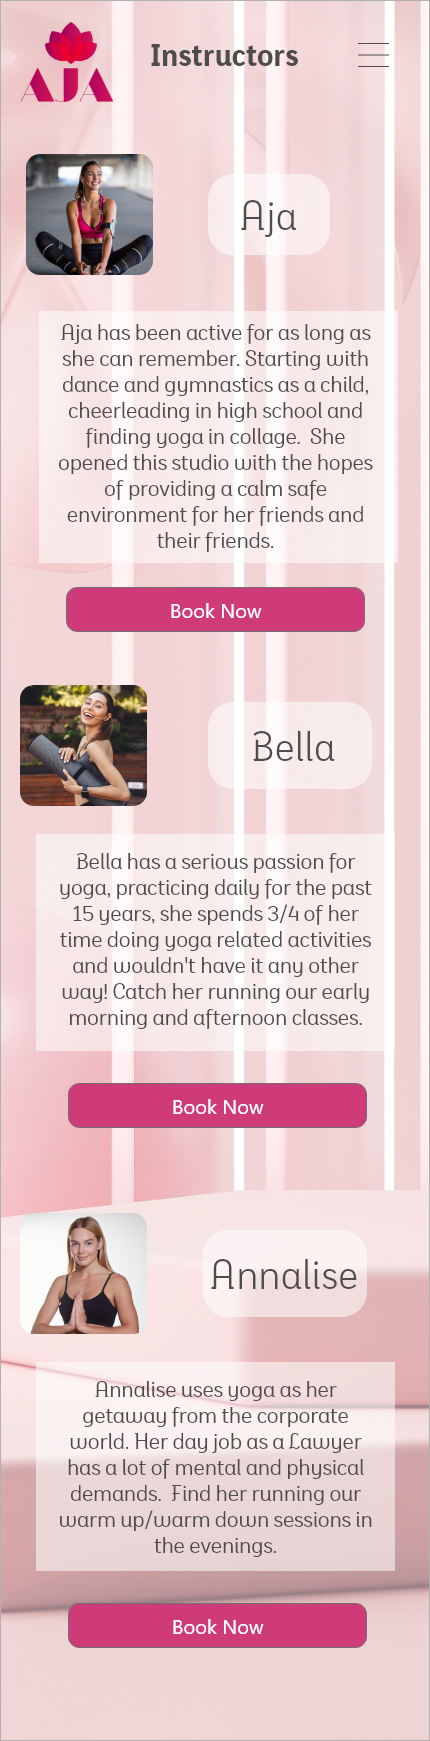 AJA
Instructors
Aja
Aja has been active for as long as
she can remember. Starting with
dance and gymnastics as a child,
cheerleading in high school and
finding yoga in collage.  She
opened this studio with the hopes
of providing a calm safe
environment for her friends and
their friends.
Book Now
Bella
Bella has a serious passion for
yoga, practicing daily for the past
15 years, she spends 3/4 of her
time doing yoga related activities
and wouldn't have it any other
way! Catch her running our early
morning and afternoon classes.
Book Now
Annalise
Annalise uses yoga as her
getaway from the corporate
world. Her day job as a Lawyer
has a lot of mental and physical
demands.  Find her running our
warm up/warm down sessions in
the evenings.
Book Now